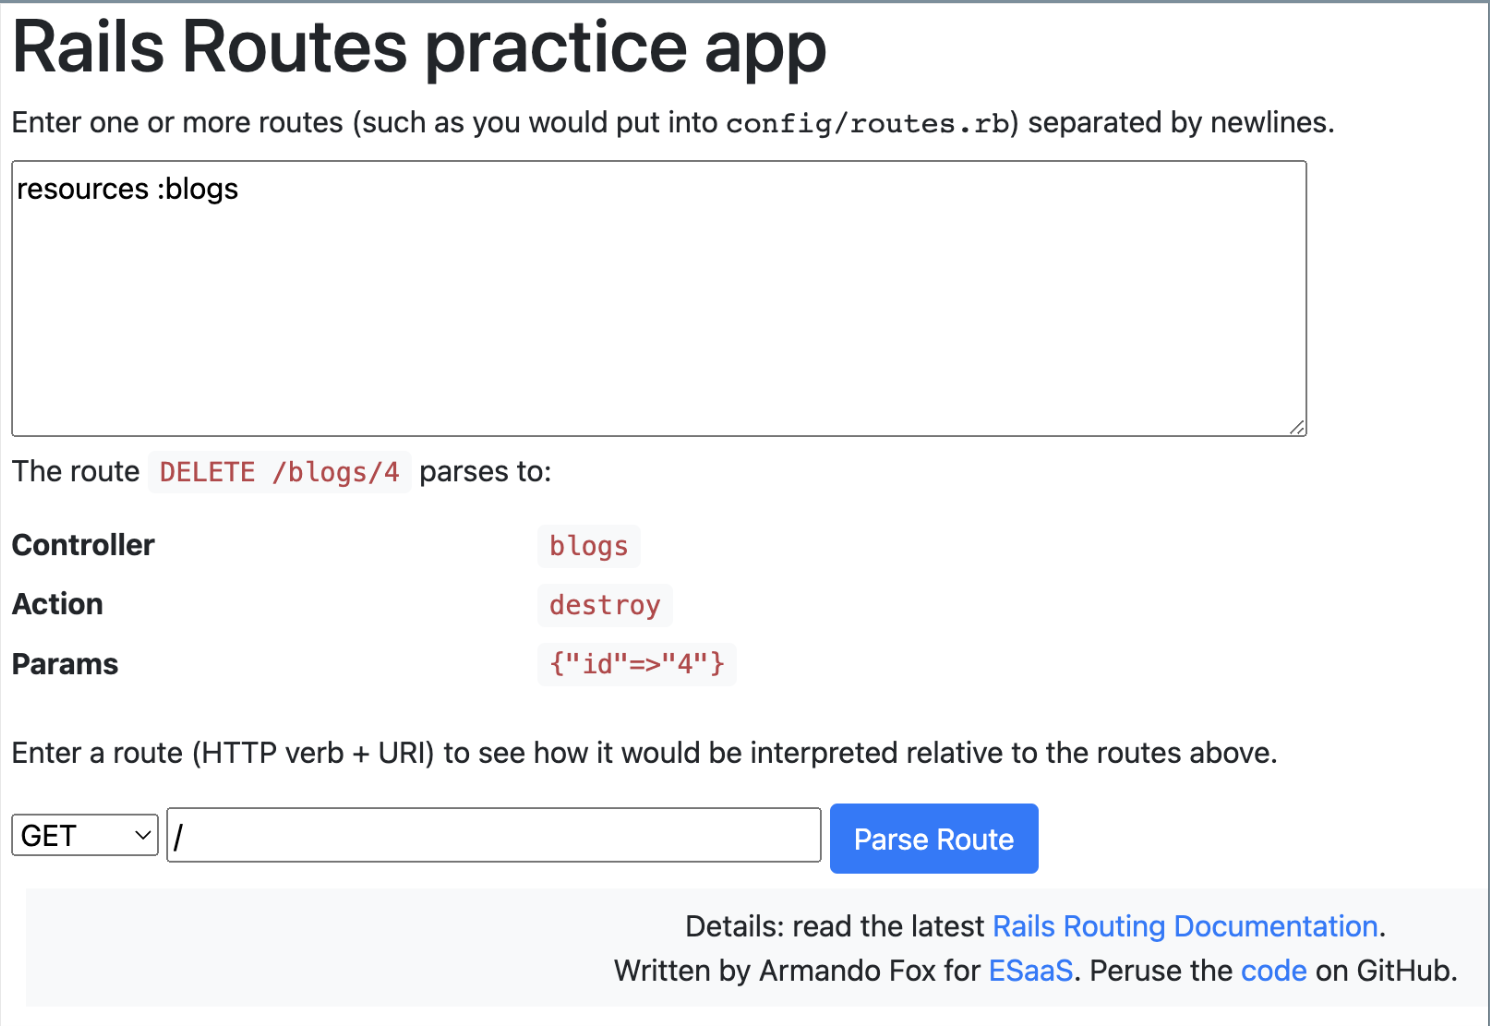 Rails Routes practice app
Enter one or more routes (such as you would put into config/routes.rb) separated by newlines.
resources :blogs
The route DELETE /blogs/4 parses to:
Controller blogs
Action destroy
Params {"id"=>"4"}
Enter a route (HTTP verb + URI) to see how it would be interpreted relative to the routes above.
GET / Parse Route
Details: read the latest Rails Routing Documentation.
Written by Armando Fox for ESaaS. Peruse the code on GitHub.